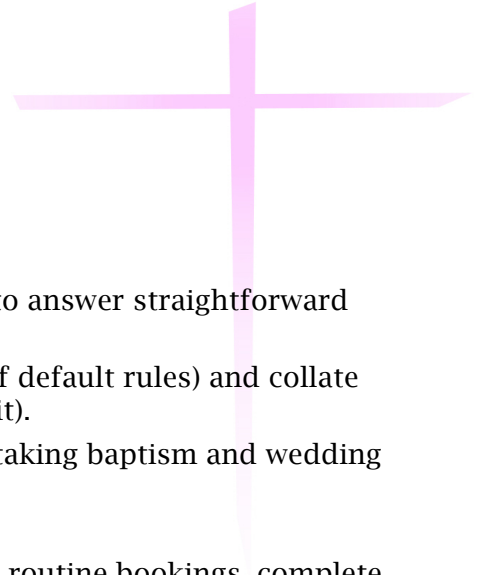 to answer straightforward
f default rules) and collate
it).
taking baptism and wedding
routine bookings, complete